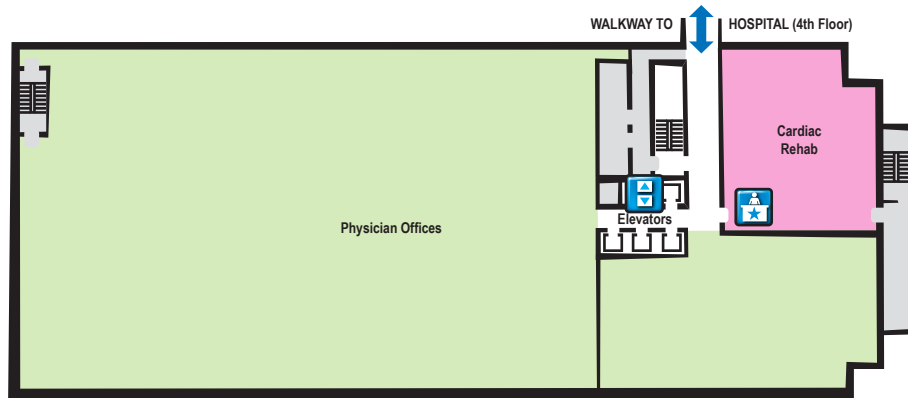 WALKWAY TO HOSPITAL (4th Floor)
Cardiac
Rehab
Physician Offices
Elevators